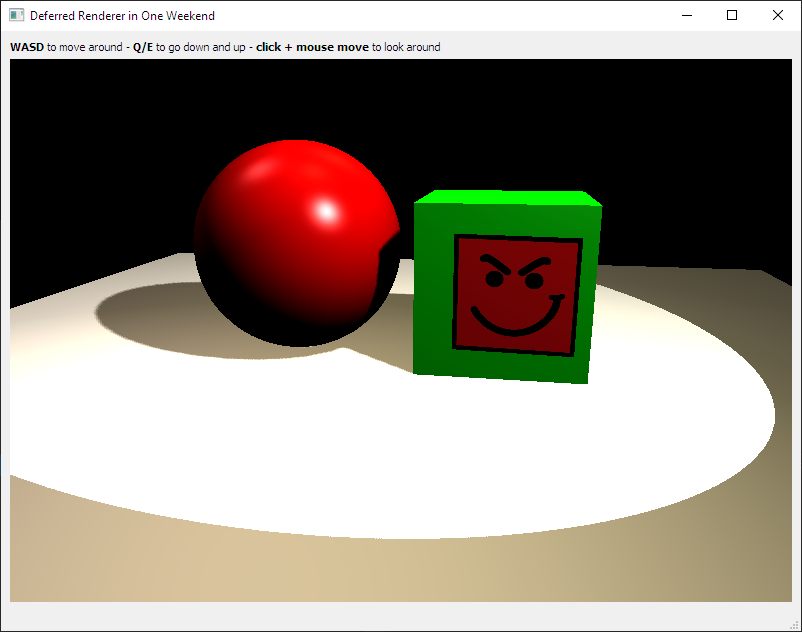 Deferred Renderer in One Weekend
WASD to move around - Q/E to go down and up - click + mouse move to look around